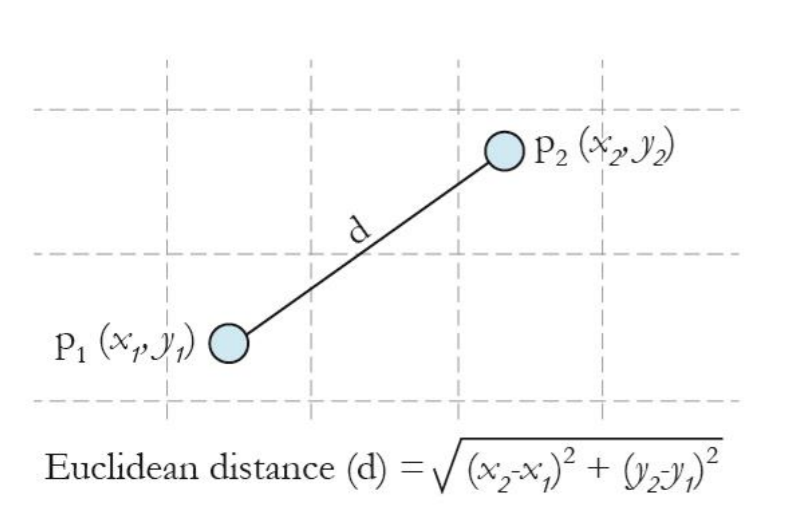 p₂ (x₂, y₂)
d
p₁ (x₁, y₁)
Euclidean distance (d) = √(x₂-x₁)² + (y₂-y₁)²